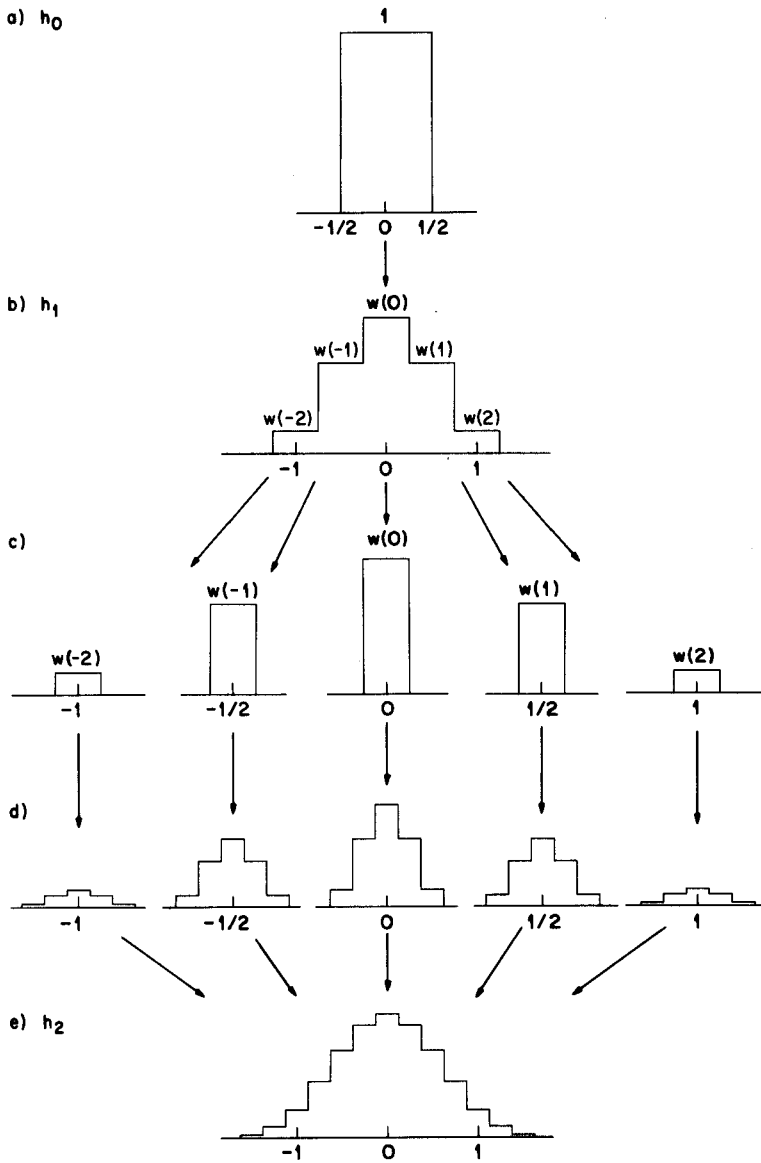 a) h0
1
-1/2 0 1/2
b) h1
w(0)
w(-1) w(1)
w(-2) w(2)
-1 0 1
c)
w(0)
w(-1) w(1)
w(-2) w(2)
-1 -1/2 0 1/2 1
d)
-1 -1/2 0 1/2 1
e) h2
-1 0 1